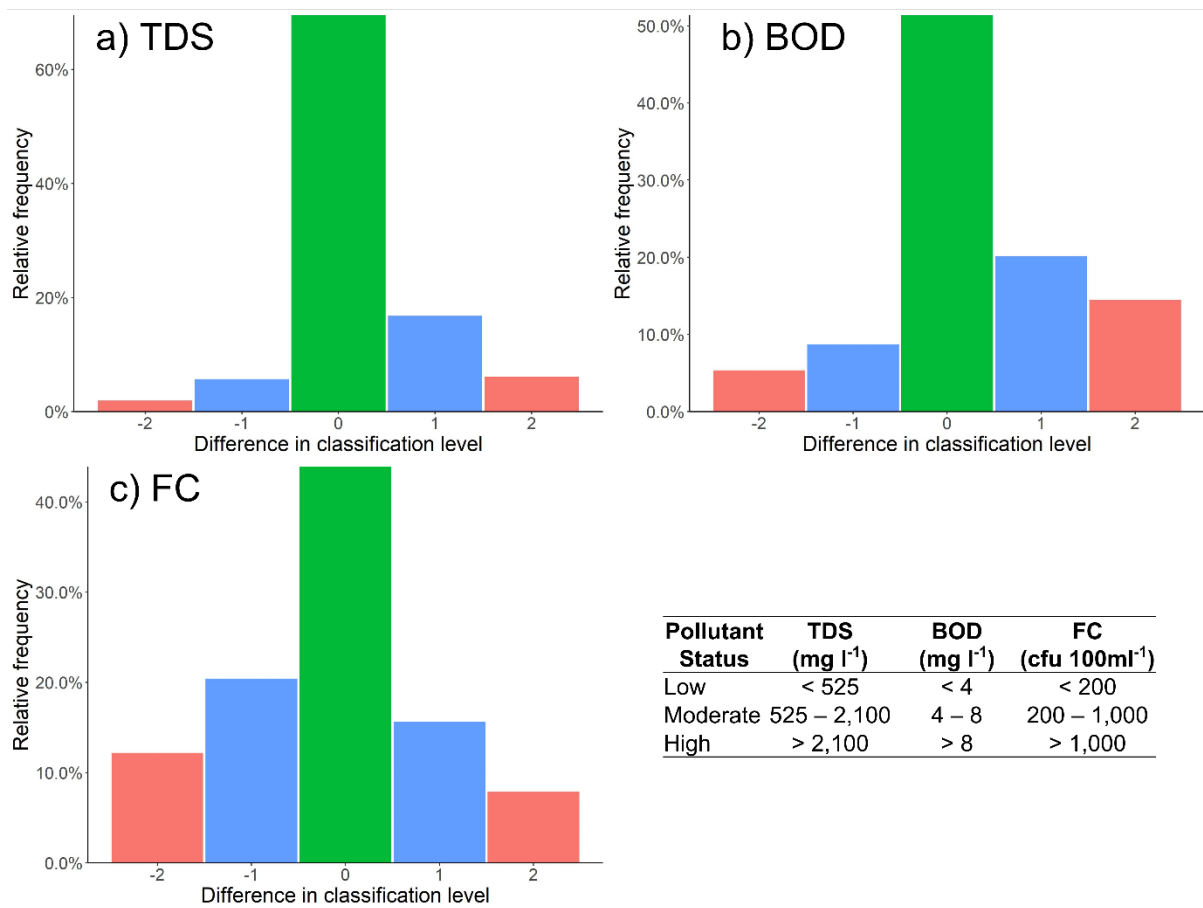 a) TDS
Relative frequency
60%
40%
20%
0%
-2 -1 0 1 2
Difference in classification level
b) BOD
Relative frequency
50.0%
40.0%
30.0%
20.0%
10.0%
0.0%
-2 -1 0 1 2
Difference in classification level
c) FC
Relative frequency
40.0%
30.0%
20.0%
10.0%
0.0%
-2 -1 0 1 2
Difference in classification level
Pollutant TDS BOD FC
Status (mg l⁻¹) (mg l⁻¹) (cfu 100ml⁻¹)
Low < 525 < 4 < 200
Moderate 525 – 2,100 4 – 8 200 – 1,000
High > 2,100 > 8 > 1,000